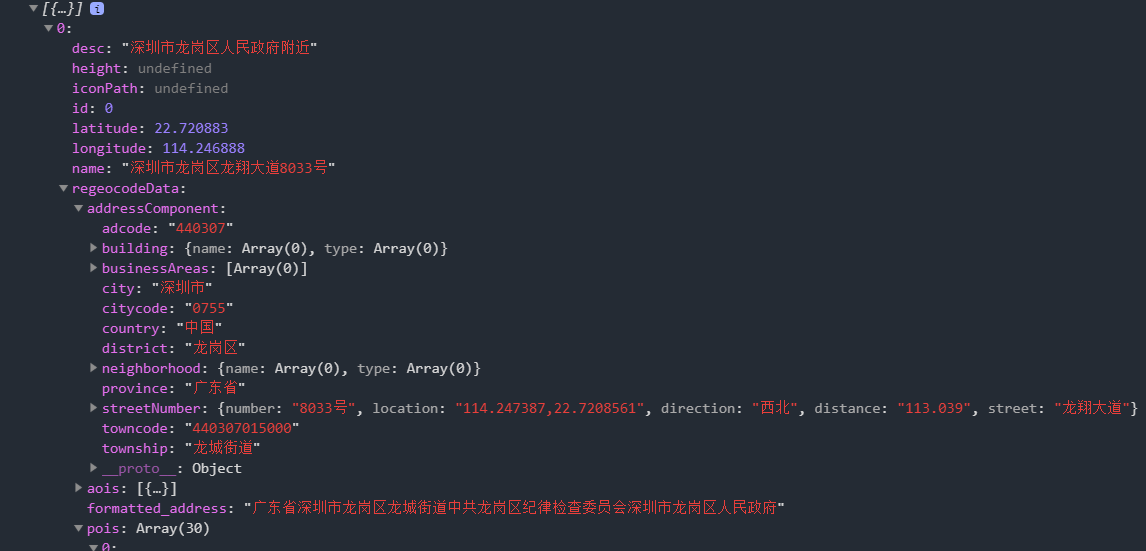 [{…}] i
0:
desc: "深圳市龙岗区人民政府附近"
height: undefined
iconPath: undefined
id: 0
latitude: 22.720883
longitude: 114.246888
name: "深圳市龙岗区龙翔大道8033号"
regeocodeData:
addressComponent:
adcode: "440307"
building: {name: Array(0), type: Array(0)}
businessAreas: [Array(0)]
city: "深圳市"
citycode: "0755"
country: "中国"
district: "龙岗区"
neighborhood: {name: Array(0), type: Array(0)}
province: "广东省"
streetNumber: {number: "8033号", location: "114.247387,22.7208561", direction: "西北", distance: "113.039", street: "龙翔大道"}
towncode: "440307015000"
township: "龙城街道"
__proto__: Object
aois: [{…}]
formatted_address: "广东省深圳市龙岗区龙城街道中共龙岗区纪律检查委员会深圳市龙岗区人民政府"
pois: Array(30)
0: